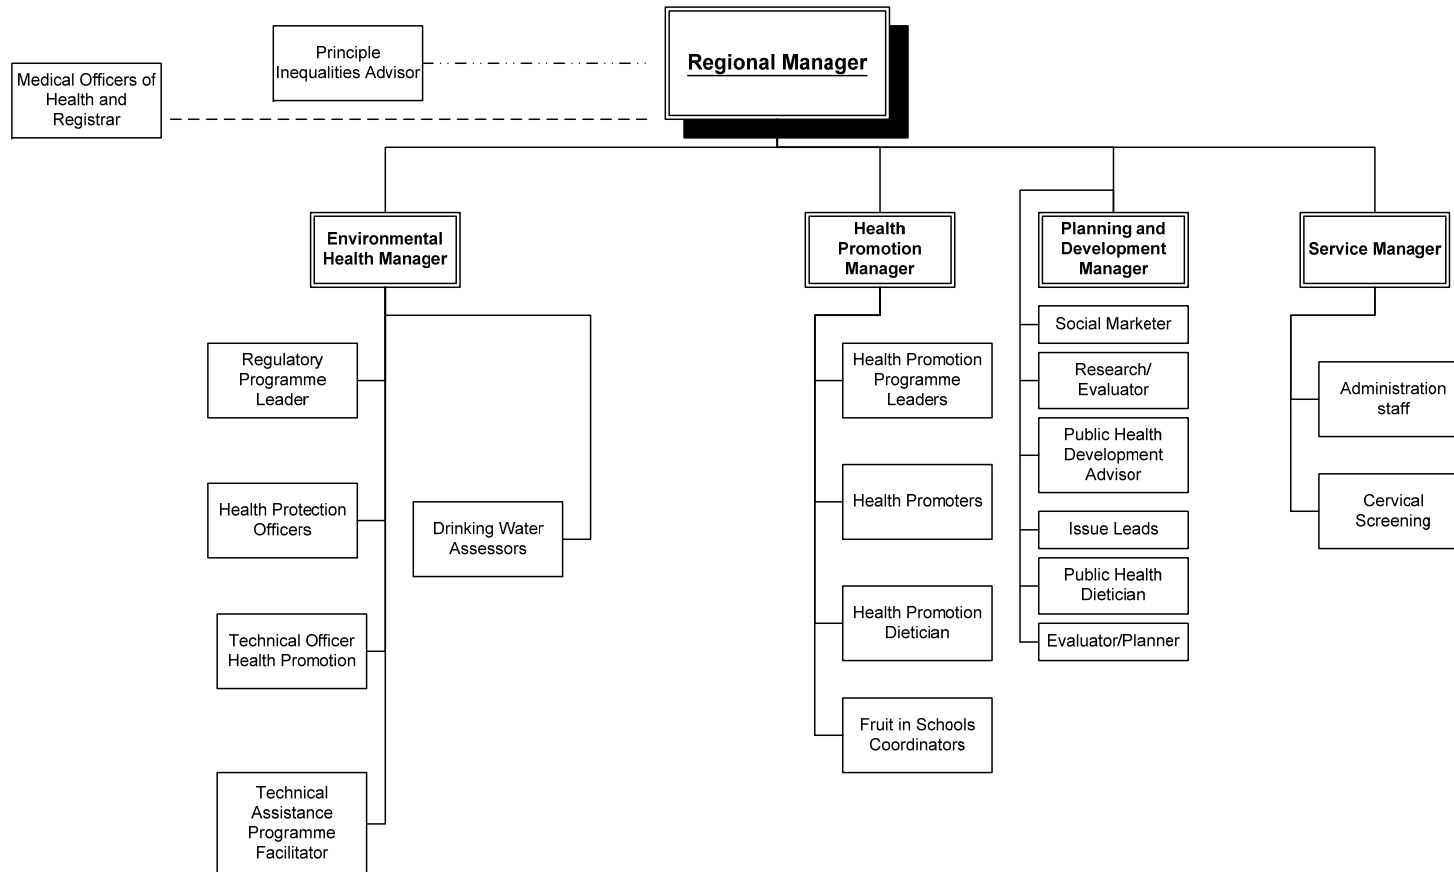 Principle
Inequalities Advisor
Regional Manager
Medical Officers of
Health and
Registrar
Environmental
Health Manager
Health
Promotion
Manager
Planning and
Development
Manager
Service Manager
Regulatory
Programme
Leader
Health Protection
Officers
Technical Officer
Health Promotion
Technical
Assistance
Programme
Facilitator
Drinking Water
Assessors
Health Promotion
Programme
Leaders
Health Promoters
Health Promotion
Dietician
Fruit in Schools
Coordinators
Social Marketer
Research/
Evaluator
Public Health
Development
Advisor
Issue Leads
Public Health
Dietician
Evaluator/Planner
Administration
staff
Cervical
Screening